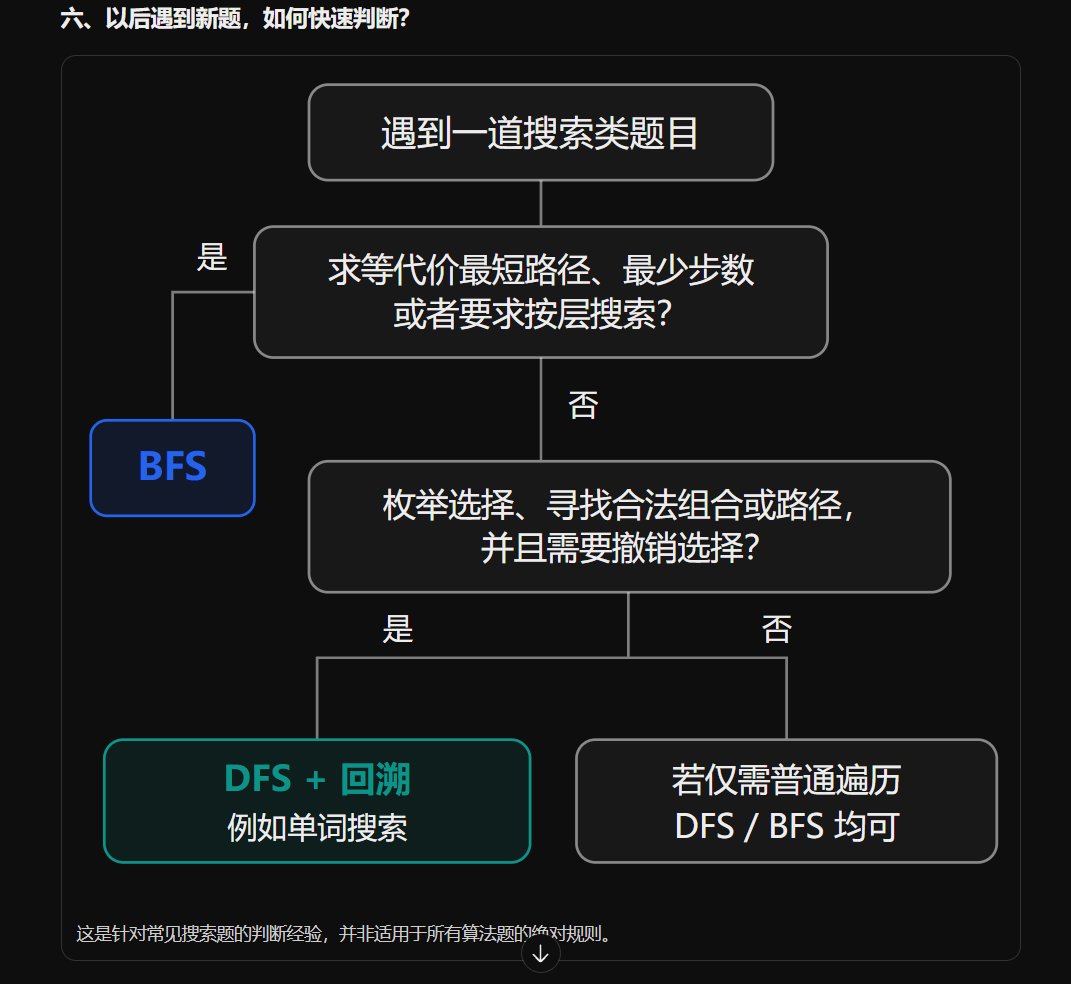 六、以后遇到新题，如何快速判断？
遇到一道搜索类题目
是
求等代价最短路径、最少步数
或者要求按层搜索？
否
BFS
枚举选择、寻找合法组合或路径，
并且需要撤销选择？
是
否
DFS + 回溯
例如单词搜索
若仅需普通遍历
DFS / BFS 均可
这是针对常见搜索题的判断经验，并非适用于所有算法题的绝对规则。